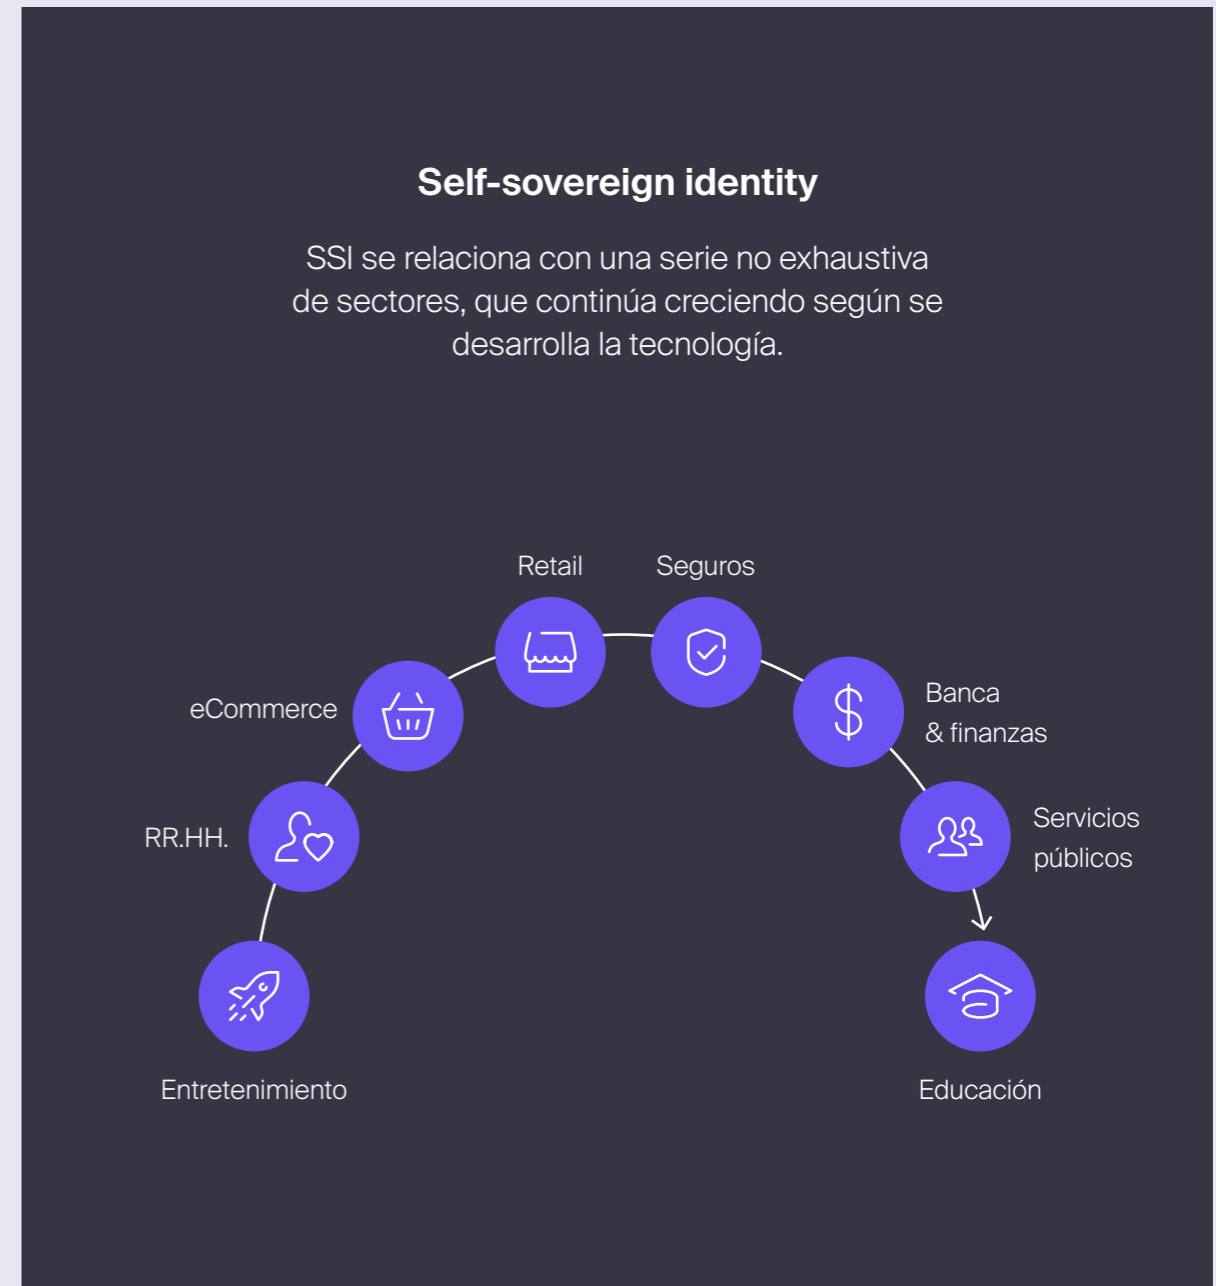 Self-sovereign identity
SSI se relaciona con una serie no exhaustiva
de sectores, que continúa creciendo según se
desarrolla la tecnología.
Retail
Seguros
eCommerce
Banca
& finanzas
RR.HH.
Servicios
públicos
Entretenimiento
Educación